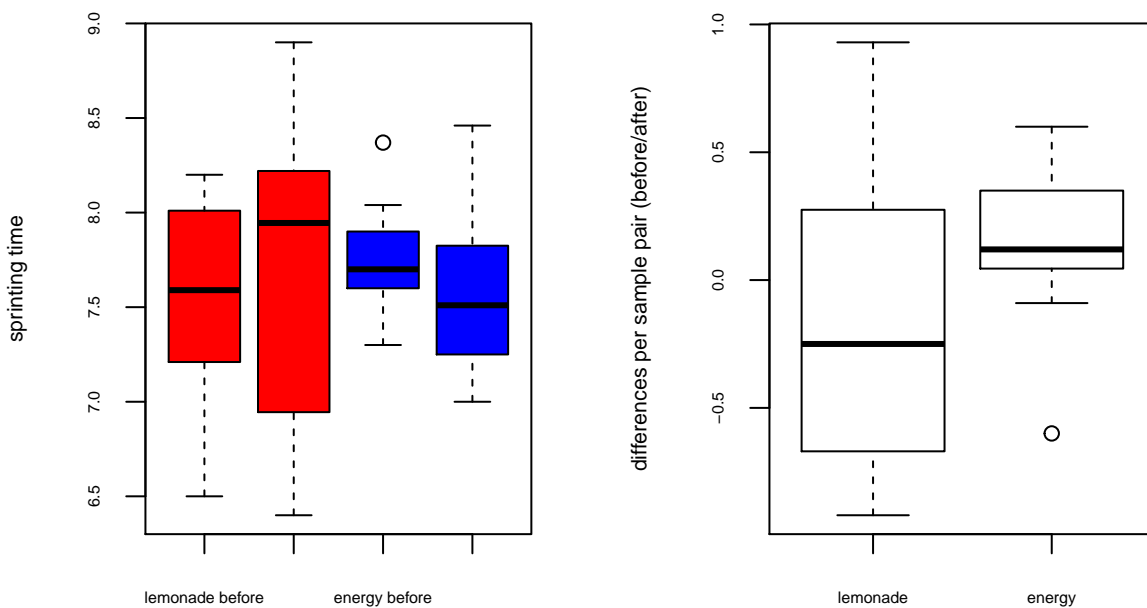 sprinting time
9.0
8.5
8.0
7.5
7.0
6.5
lemonade before
energy before
differences per sample pair (before/after)
1.0
0.5
0.0
−0.5
lemonade
energy